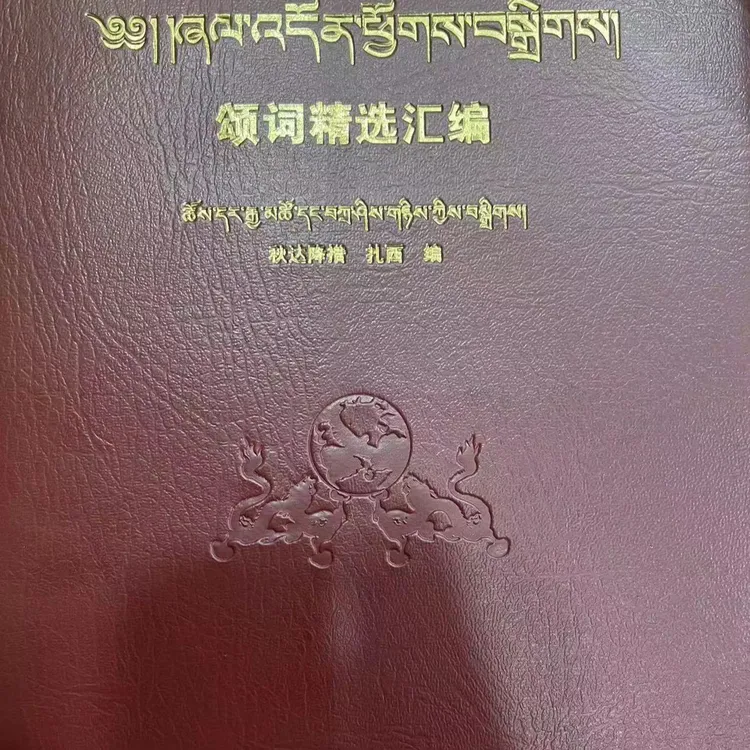 ༄༅། །ཞལ་འདོན་ཕྱོགས་བསྒྲིགས།
颂词精选汇编
ཆོས་དར་རྒྱ་མཚོ་དང་བཀྲ་ཤིས་གཉིས་ཀྱིས་བསྒྲིགས།
秋达降措 扎西 编